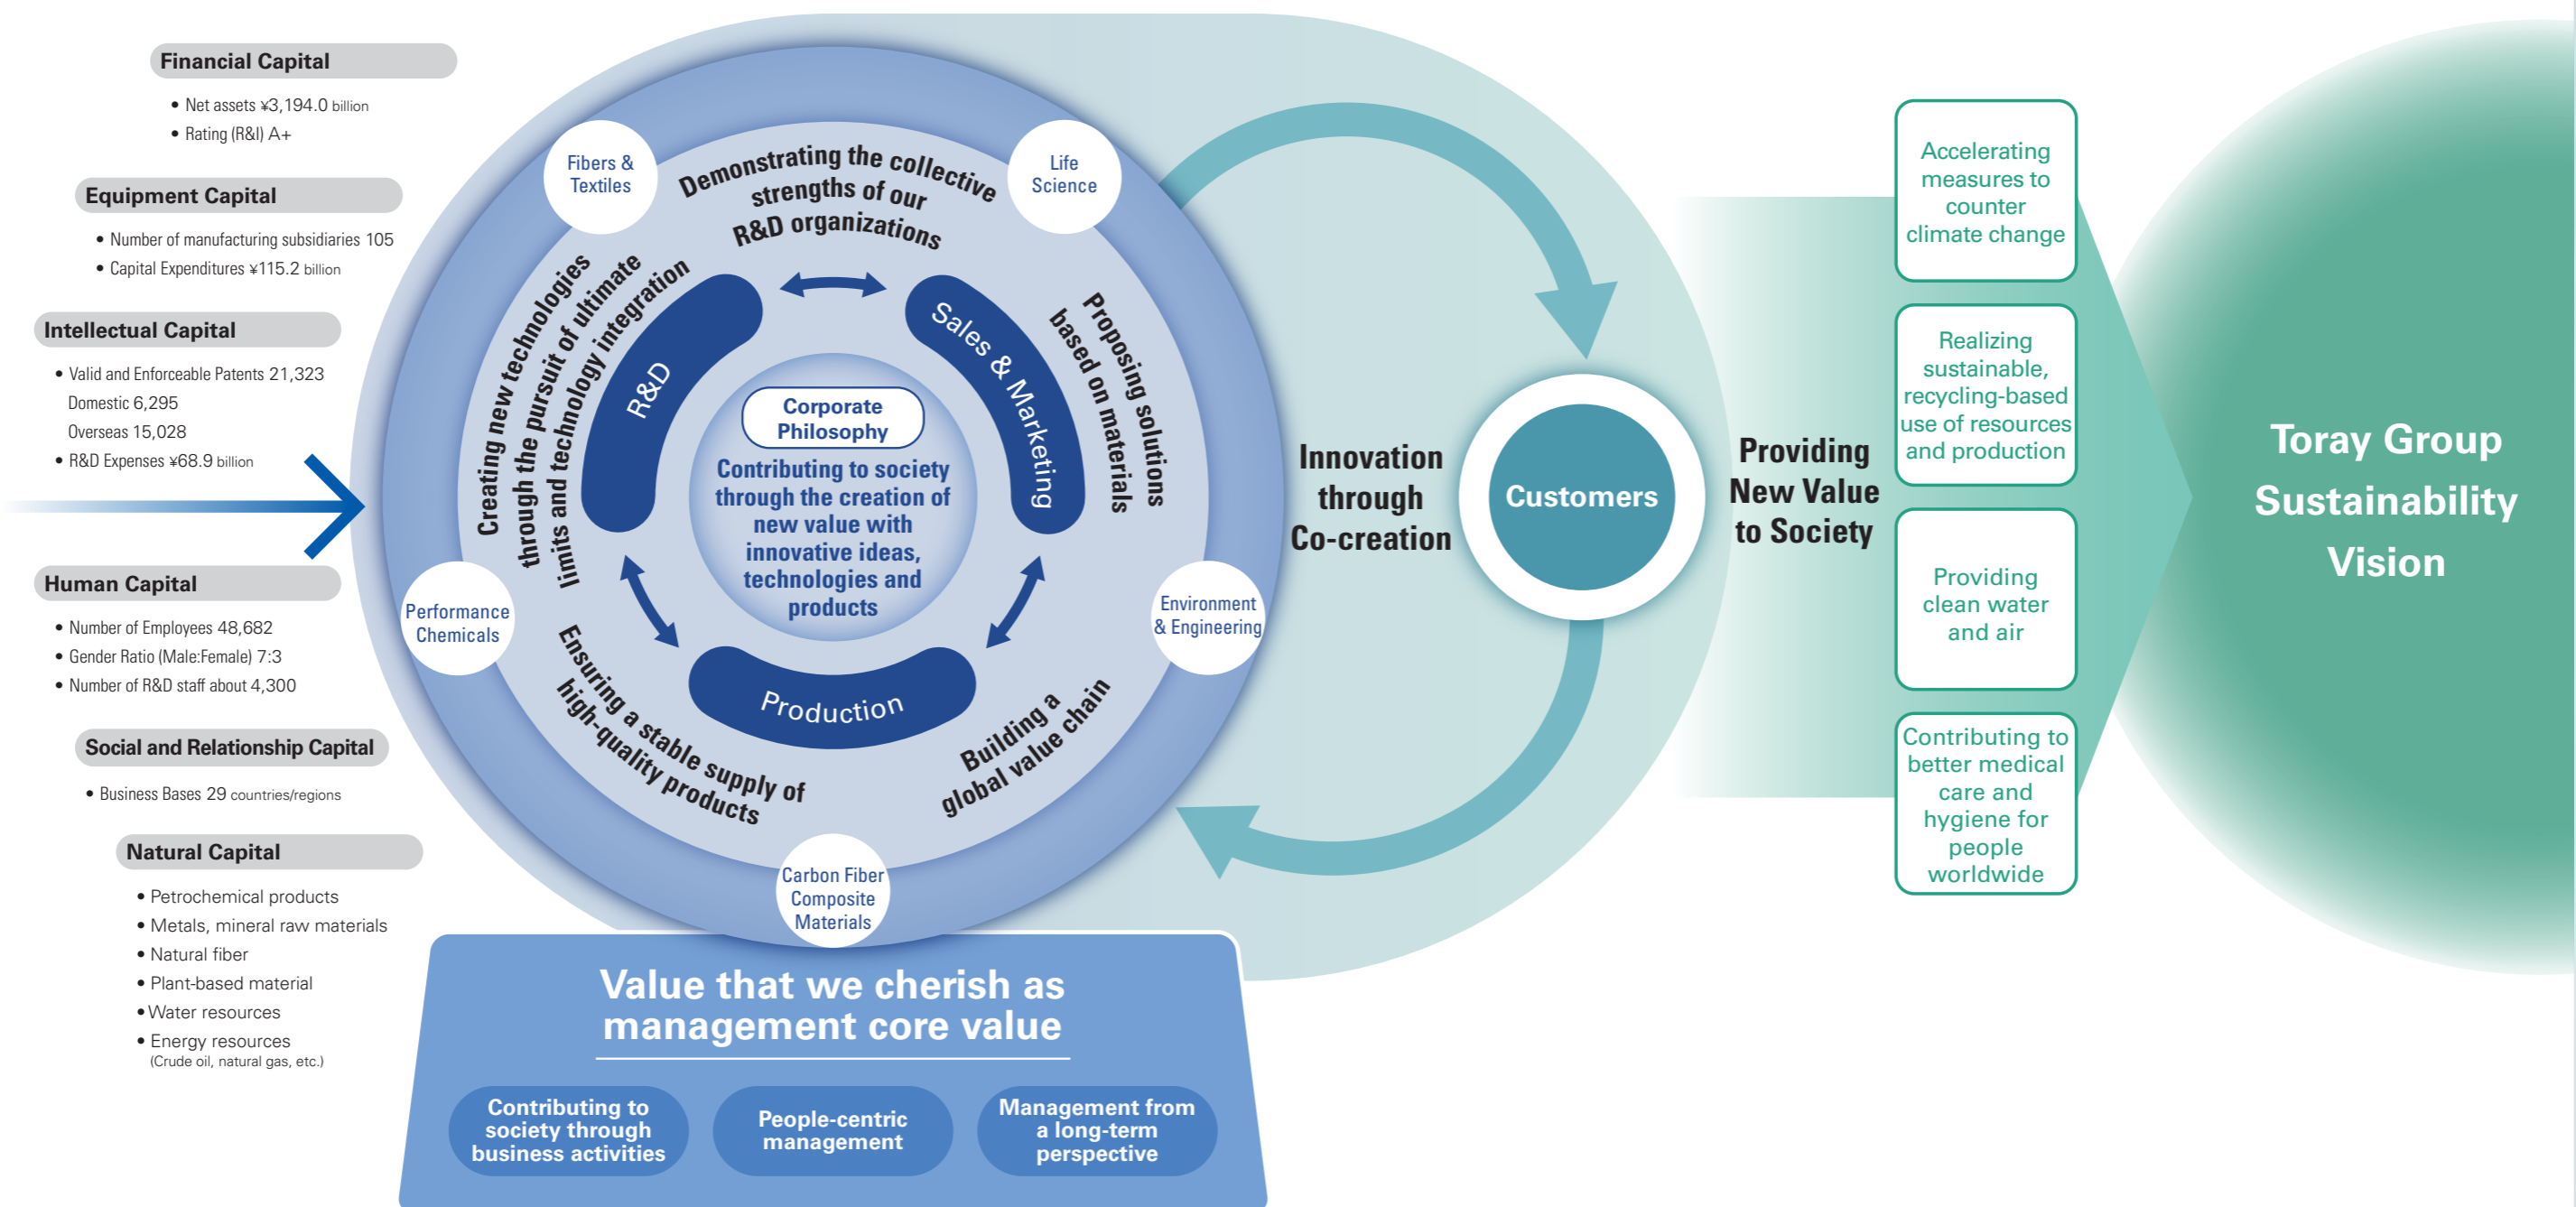 Financial Capital
• Net assets ¥3,194.0 billion
• Rating (R&I) A+
Equipment Capital
• Number of manufacturing subsidiaries 105
• Capital Expenditures ¥115.2 billion
Intellectual Capital
• Valid and Enforceable Patents 21,323
Domestic 6,295
Overseas 15,028
• R&D Expenses ¥68.9 billion
Human Capital
• Number of Employees 48,682
• Gender Ratio (Male:Female) 7:3
• Number of R&D staff about 4,300
Social and Relationship Capital
• Business Bases 29 countries/regions
Natural Capital
• Petrochemical products
• Metals, mineral raw materials
• Natural fiber
• Plant-based material
• Water resources
• Energy resources
(Crude oil, natural gas, etc.)
Fibers &
Textiles
Life
Science
Performance
Chemicals
Environment
& Engineering
Carbon Fiber
Composite
Materials
Demonstrating the collective
strengths of our
R&D organizations
Creating new technologies
through the pursuit of ultimate
limits and technology integration
Proposing solutions
based on materials
Ensuring a stable supply of
high-quality products
Building a
global value chain
R&D
Sales & Marketing
Production
Corporate
Philosophy
Contributing to society
through the creation of
new value with
innovative ideas,
technologies and
products
Value that we cherish as
management core value
Contributing to
society through
business activities
People-centric
management
Management from
a long-term
perspective
Innovation
through
Co-creation
Customers
Providing
New Value
to Society
Accelerating
measures to
counter
climate change
Realizing
sustainable,
recycling-based
use of resources
and production
Providing
clean water
and air
Contributing to
better medical
care and
hygiene for
people
worldwide
Toray Group
Sustainability
Vision